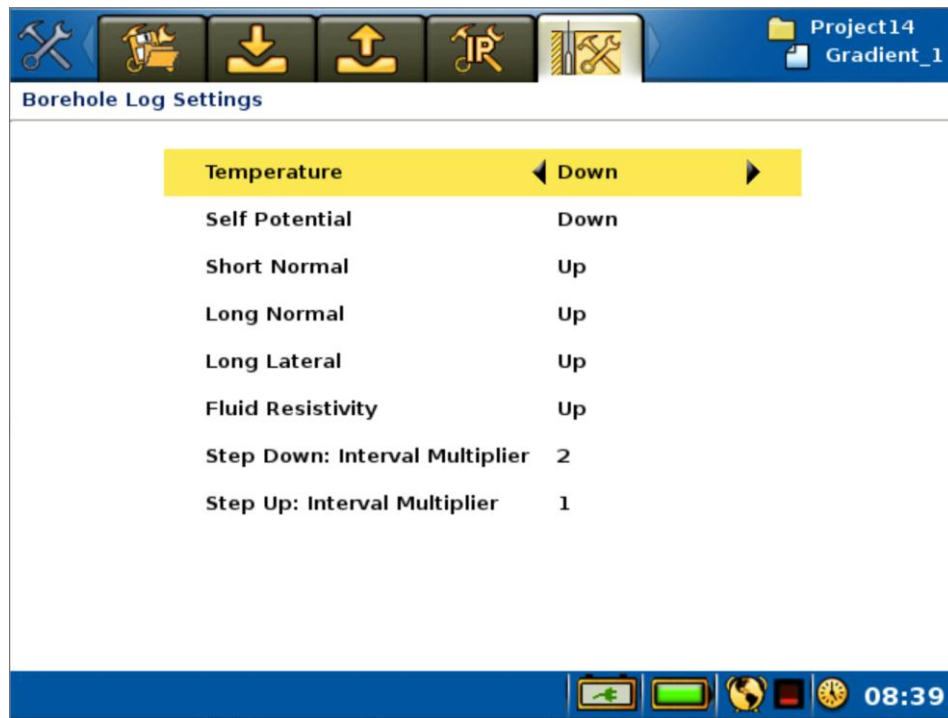 IR
Project14
Gradient_1
Borehole Log Settings
Temperature Down
Self Potential Down
Short Normal Up
Long Normal Up
Long Lateral Up
Fluid Resistivity Up
Step Down: Interval Multiplier 2
Step Up: Interval Multiplier 1
08:39